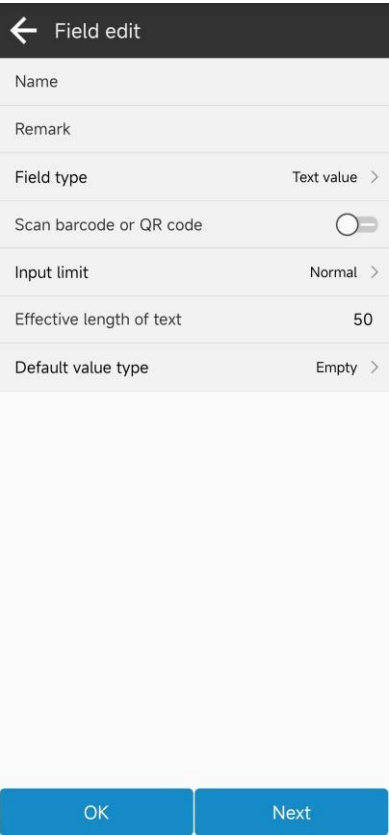 Field edit
Name
Remark
Field type Text value
Scan barcode or QR code
Input limit Normal
Effective length of text 50
Default value type Empty
OK Next